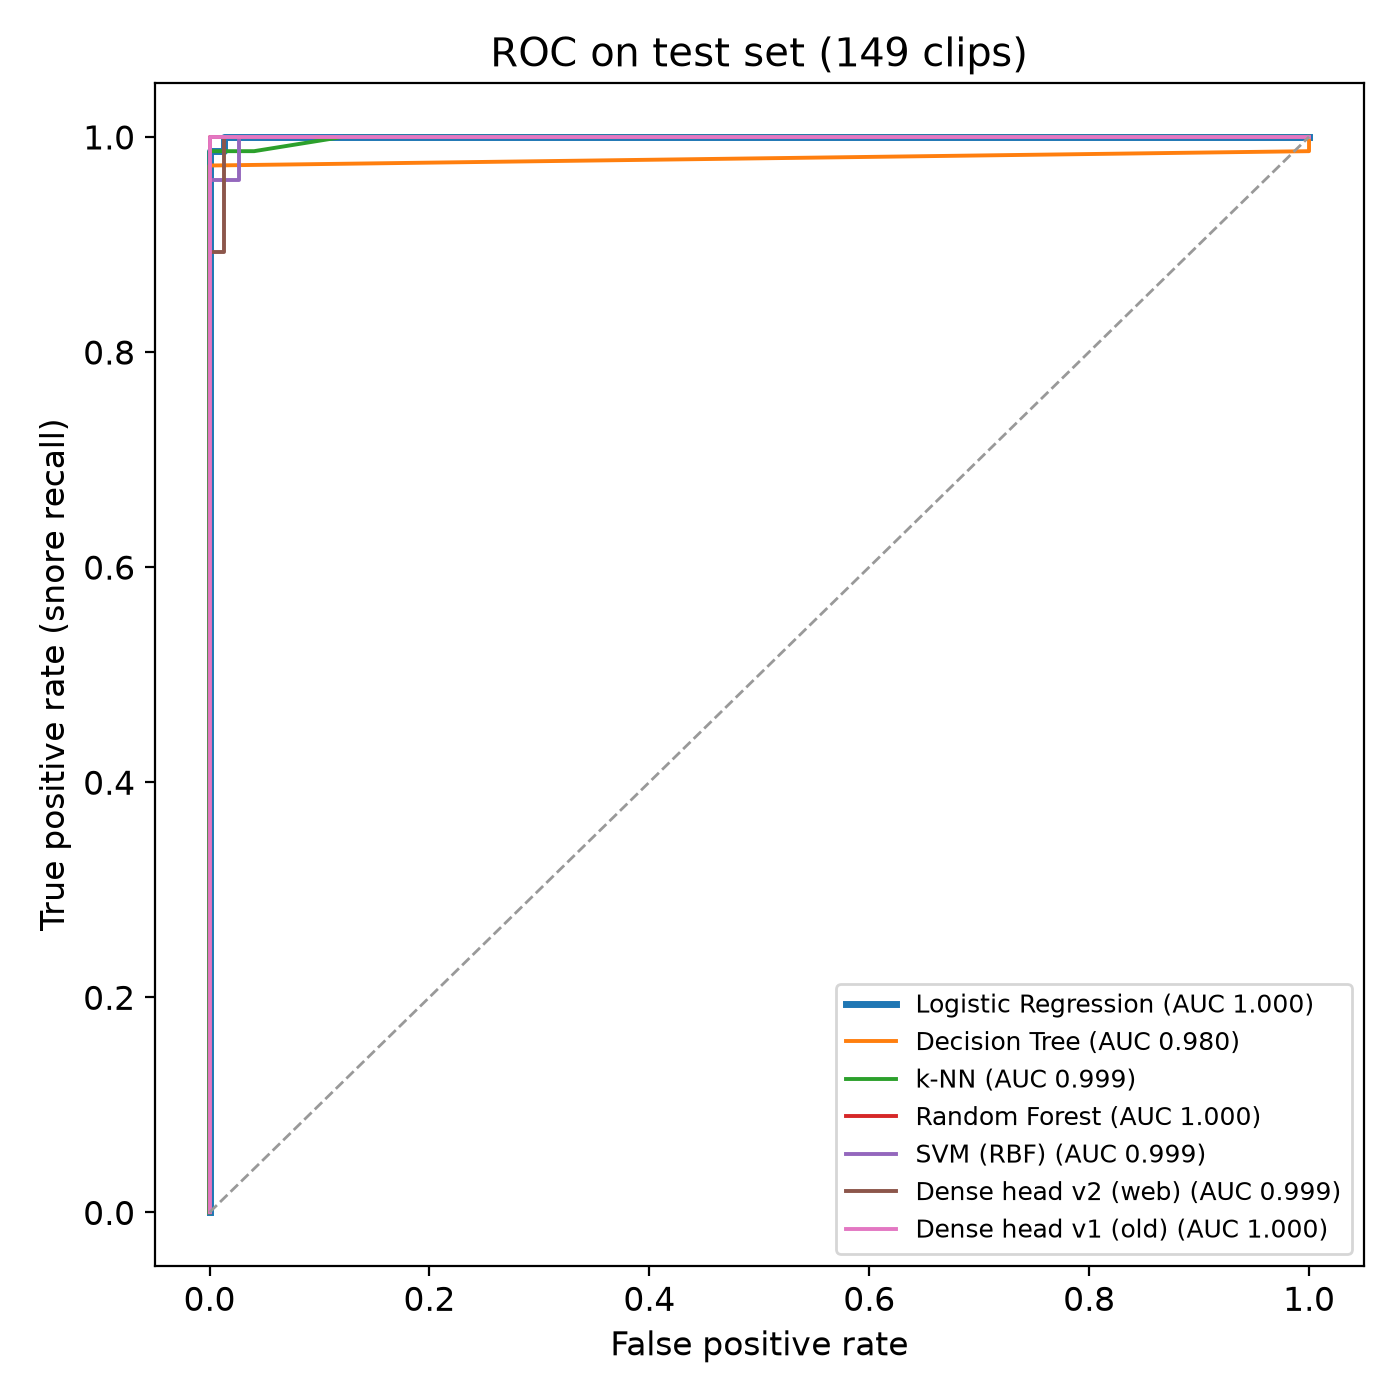 ROC on test set (149 clips)
True positive rate (snore recall)
1.0
0.8
0.6
0.4
0.2
0.0
Logistic Regression (AUC 1.000)
Decision Tree (AUC 0.980)
k-NN (AUC 0.999)
Random Forest (AUC 1.000)
SVM (RBF) (AUC 0.999)
Dense head v2 (web) (AUC 0.999)
Dense head v1 (old) (AUC 1.000)
0.0 0.2 0.4 0.6 0.8 1.0
False positive rate